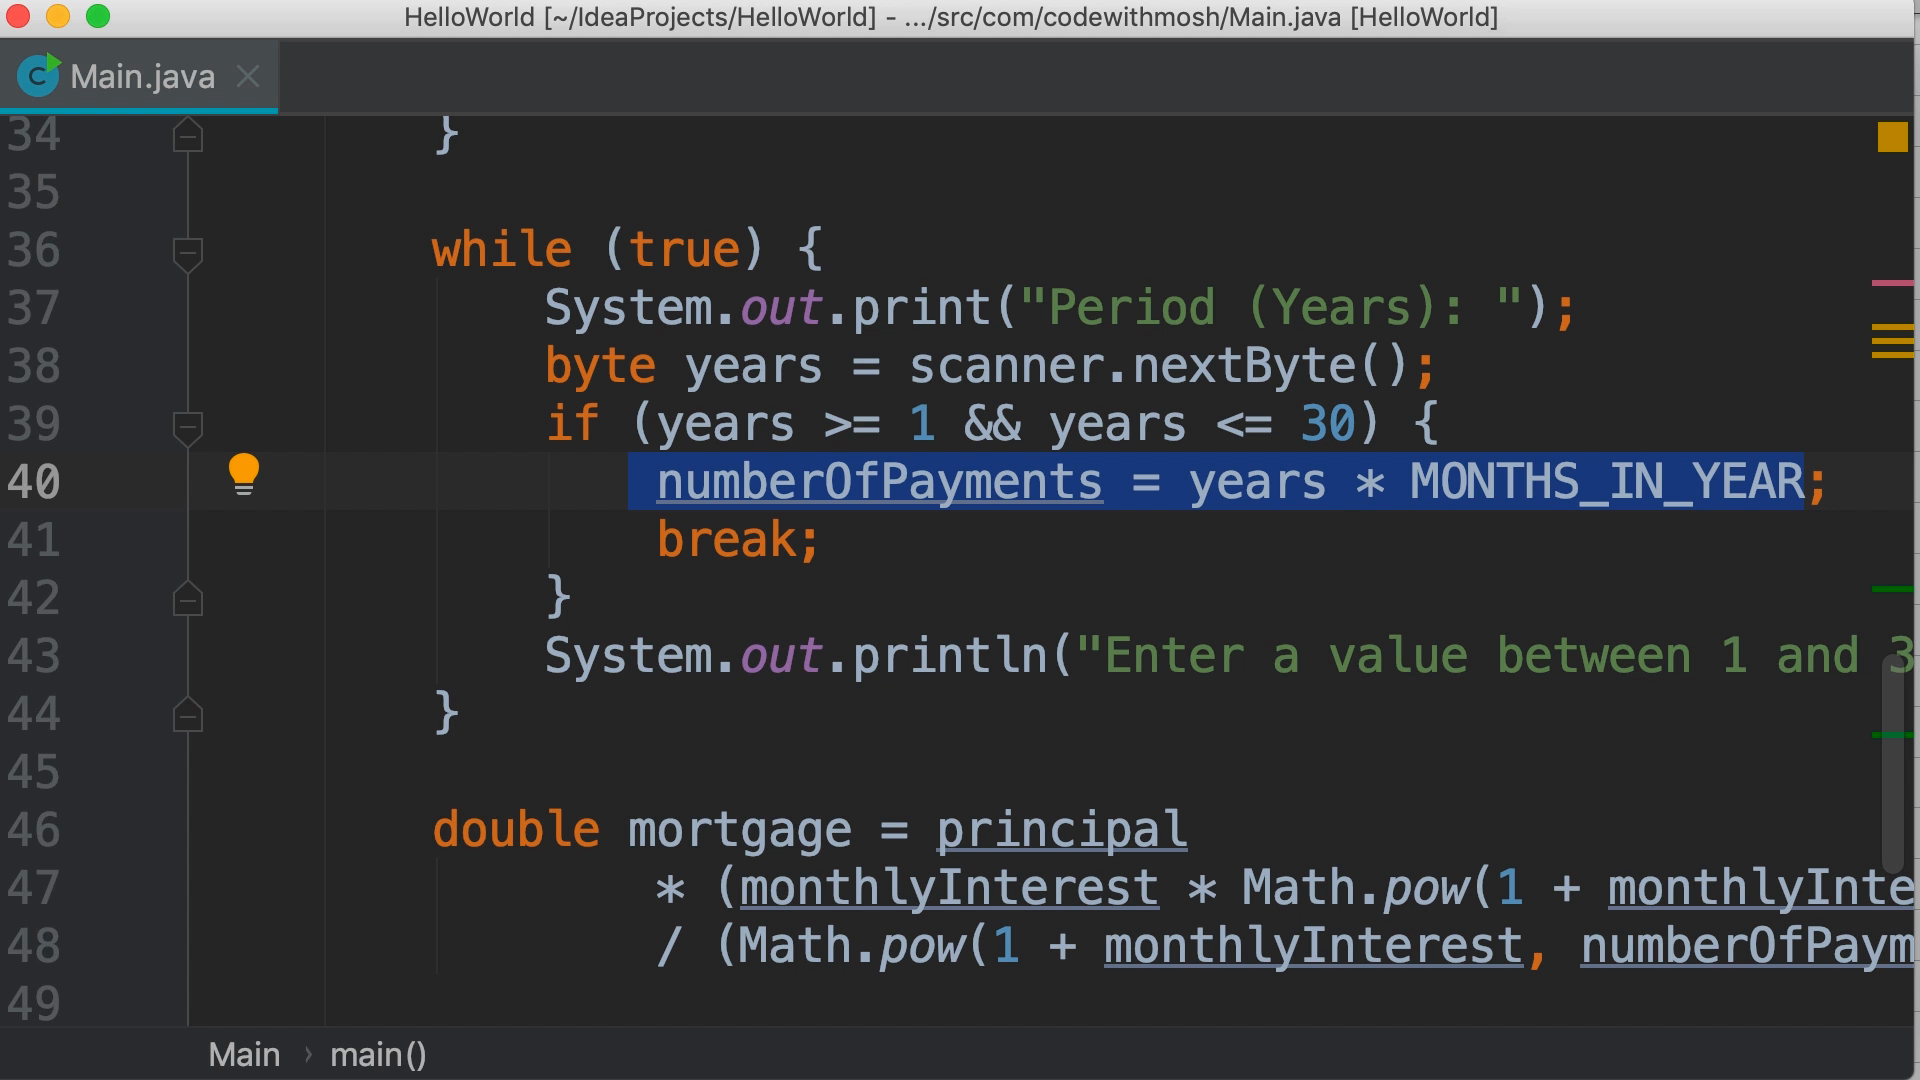 HelloWorld [~/IdeaProjects/HelloWorld] - .../src/com/codewithmosh/Main.java [HelloWorld]
C Main.java
34 }
35
36 while (true) {
37 System.out.print("Period (Years): ");
38 byte years = scanner.nextByte();
39 if (years >= 1 && years <= 30) {
40 numberOfPayments = years * MONTHS_IN_YEAR;
41 break;
42 }
43 System.out.println("Enter a value between 1 and 3
44 }
45
46 double mortgage = principal
47 * (monthlyInterest * Math.pow(1 + monthlyInte
48 / (Math.pow(1 + monthlyInterest, numberOfPaym
49
Main › main()